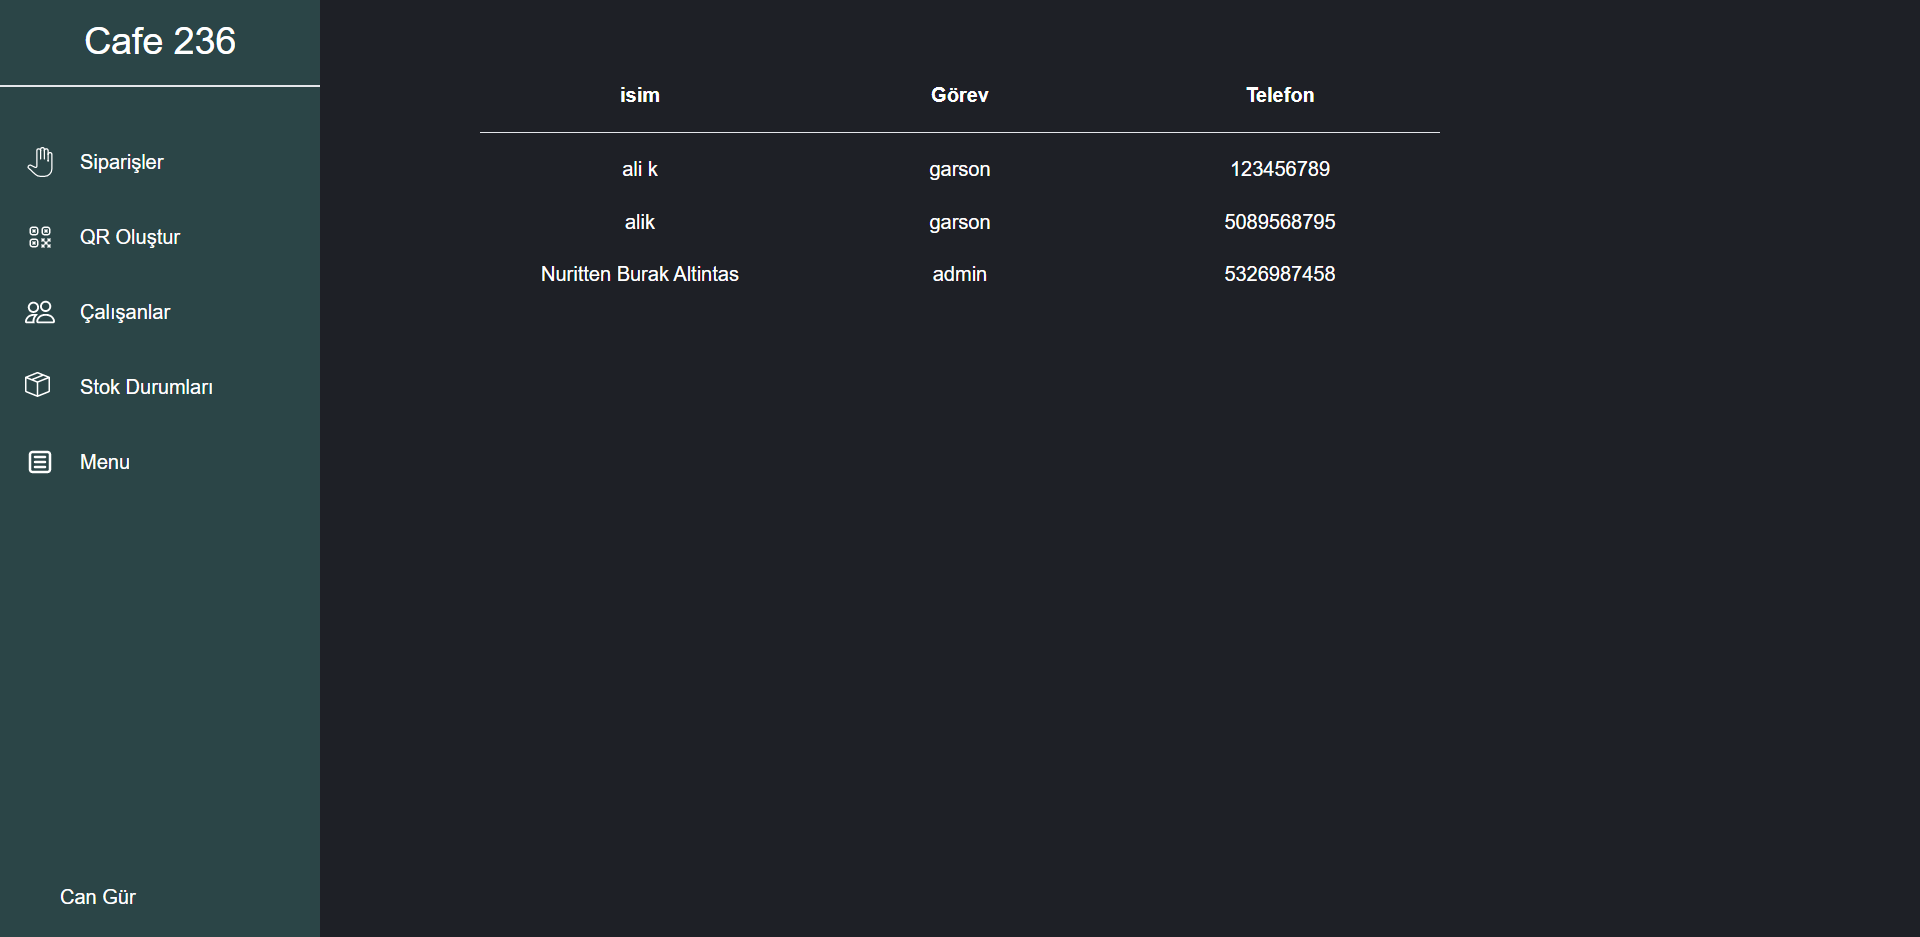 Cafe 236
Siparişler
QR Oluştur
Çalışanlar
Stok Durumları
Menu
Can Gür
isim Görev Telefon
ali k garson 123456789
alik garson 5089568795
Nuritten Burak Altintas admin 5326987458